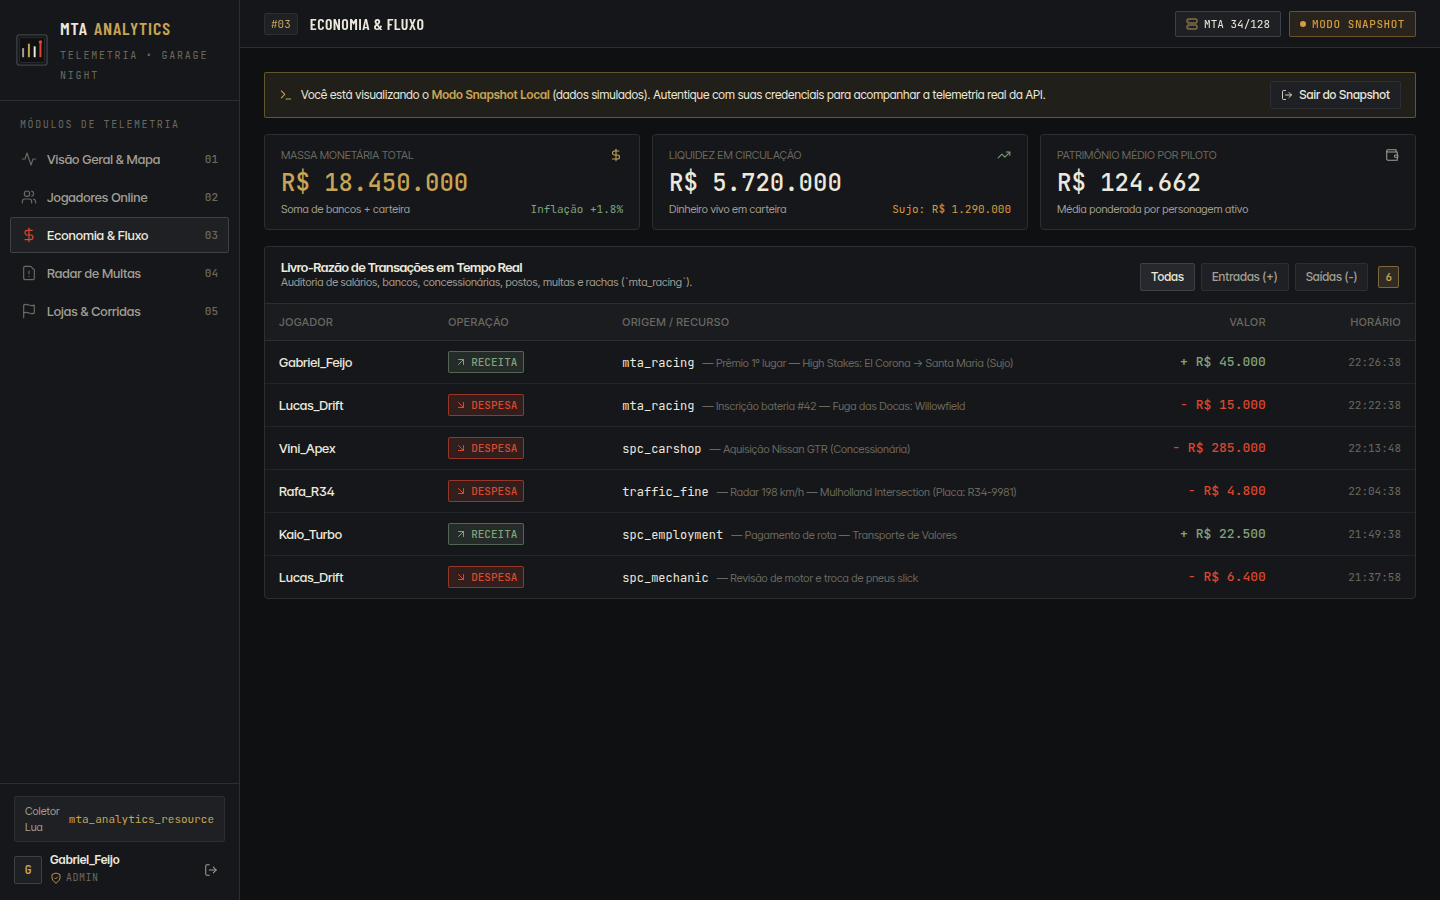 MTA ANALYTICS
TELEMETRIA • GARAGE
NIGHT
MÓDULOS DE TELEMETRIA
Visão Geral & Mapa 01
Jogadores Online 02
Economia & Fluxo 03
Radar de Multas 04
Lojas & Corridas 05
Coletor
Lua
mta_analytics_resource
G
Gabriel_Feijo
ADMIN
#03 ECONOMIA & FLUXO
MTA 34/128
MODO SNAPSHOT
Você está visualizando o Modo Snapshot Local (dados simulados). Autentique com suas credenciais para acompanhar a telemetria real da API.
Sair do Snapshot
MASSA MONETÁRIA TOTAL
R$ 18.450.000
Soma de bancos + carteira Inflação +1.8%
LIQUIDEZ EM CIRCULAÇÃO
R$ 5.720.000
Dinheiro vivo em carteira Sujo: R$ 1.290.000
PATRIMÔNIO MÉDIO POR PILOTO
R$ 124.662
Média ponderada por personagem ativo
Livro-Razão de Transações em Tempo Real
Auditoria de salários, bancos, concessionárias, postos, multas e rachas (`mta_racing`).
Todas Entradas (+) Saídas (-) 6
JOGADOR OPERAÇÃO ORIGEM / RECURSO VALOR HORÁRIO
Gabriel_Feijo RECEITA mta_racing — Prêmio 1º lugar — High Stakes: El Corona → Santa Maria (Sujo) + R$ 45.000 22:26:38
Lucas_Drift DESPESA mta_racing — Inscrição bateria #42 — Fuga das Docas: Willowfield - R$ 15.000 22:22:38
Vini_Apex DESPESA spc_carshop — Aquisição Nissan GTR (Concessionária) - R$ 285.000 22:13:48
Rafa_R34 DESPESA traffic_fine — Radar 198 km/h — Mulholland Intersection (Placa: R34-9981) - R$ 4.800 22:04:38
Kaio_Turbo RECEITA spc_employment — Pagamento de rota — Transporte de Valores + R$ 22.500 21:49:38
Lucas_Drift DESPESA spc_mechanic — Revisão de motor e troca de pneus slick - R$ 6.400 21:37:58